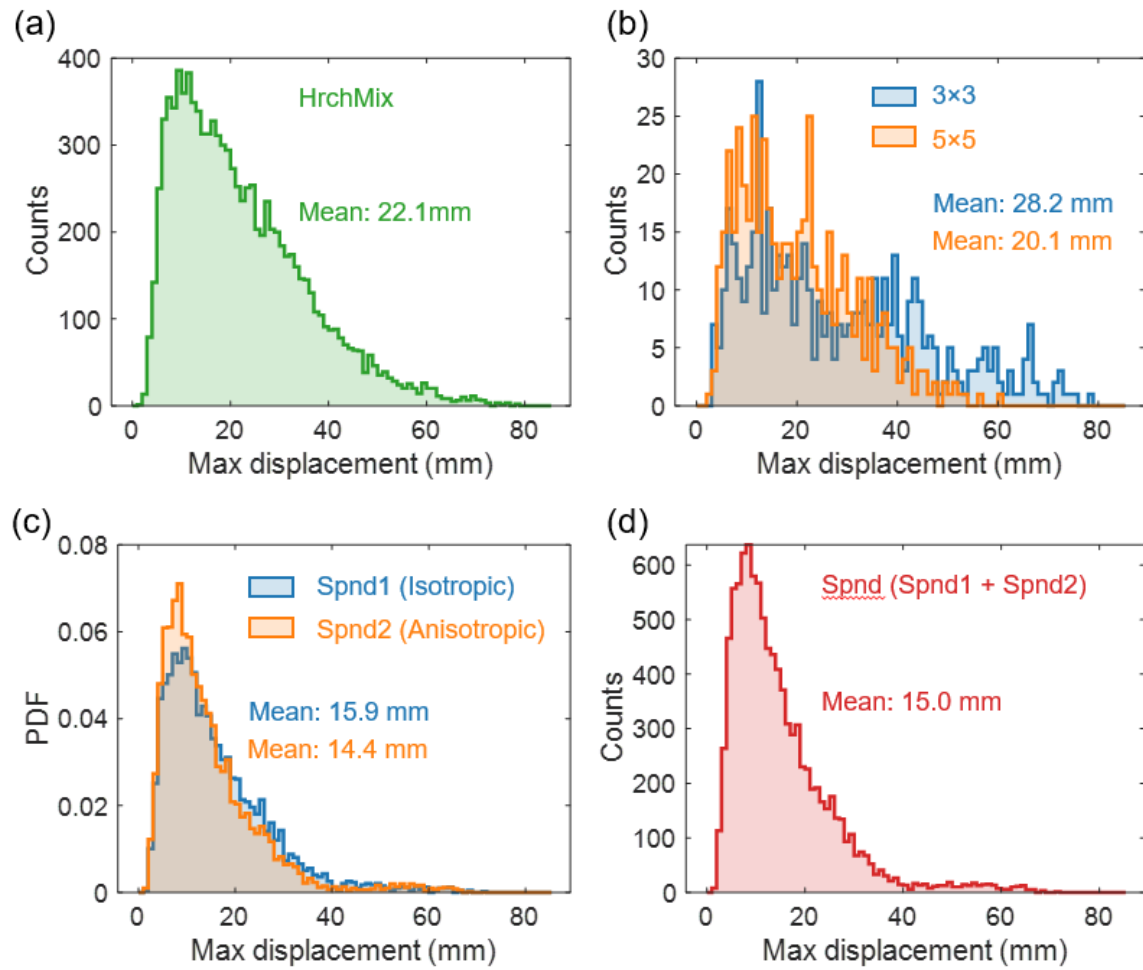 (a)
400
300
200
100
0
Counts
HrchMix
Mean: 22.1mm
0 20 40 60 80
Max displacement (mm)
(b)
30
25
20
15
10
5
0
Counts
3×3
5×5
Mean: 28.2 mm
Mean: 20.1 mm
0 20 40 60 80
Max displacement (mm)
(c)
0.08
0.06
0.04
0.02
0
PDF
Spnd1 (Isotropic)
Spnd2 (Anisotropic)
Mean: 15.9 mm
Mean: 14.4 mm
0 20 40 60 80
Max displacement (mm)
(d)
600
500
400
300
200
100
0
Counts
Spnd (Spnd1 + Spnd2)
Mean: 15.0 mm
0 20 40 60 80
Max displacement (mm)